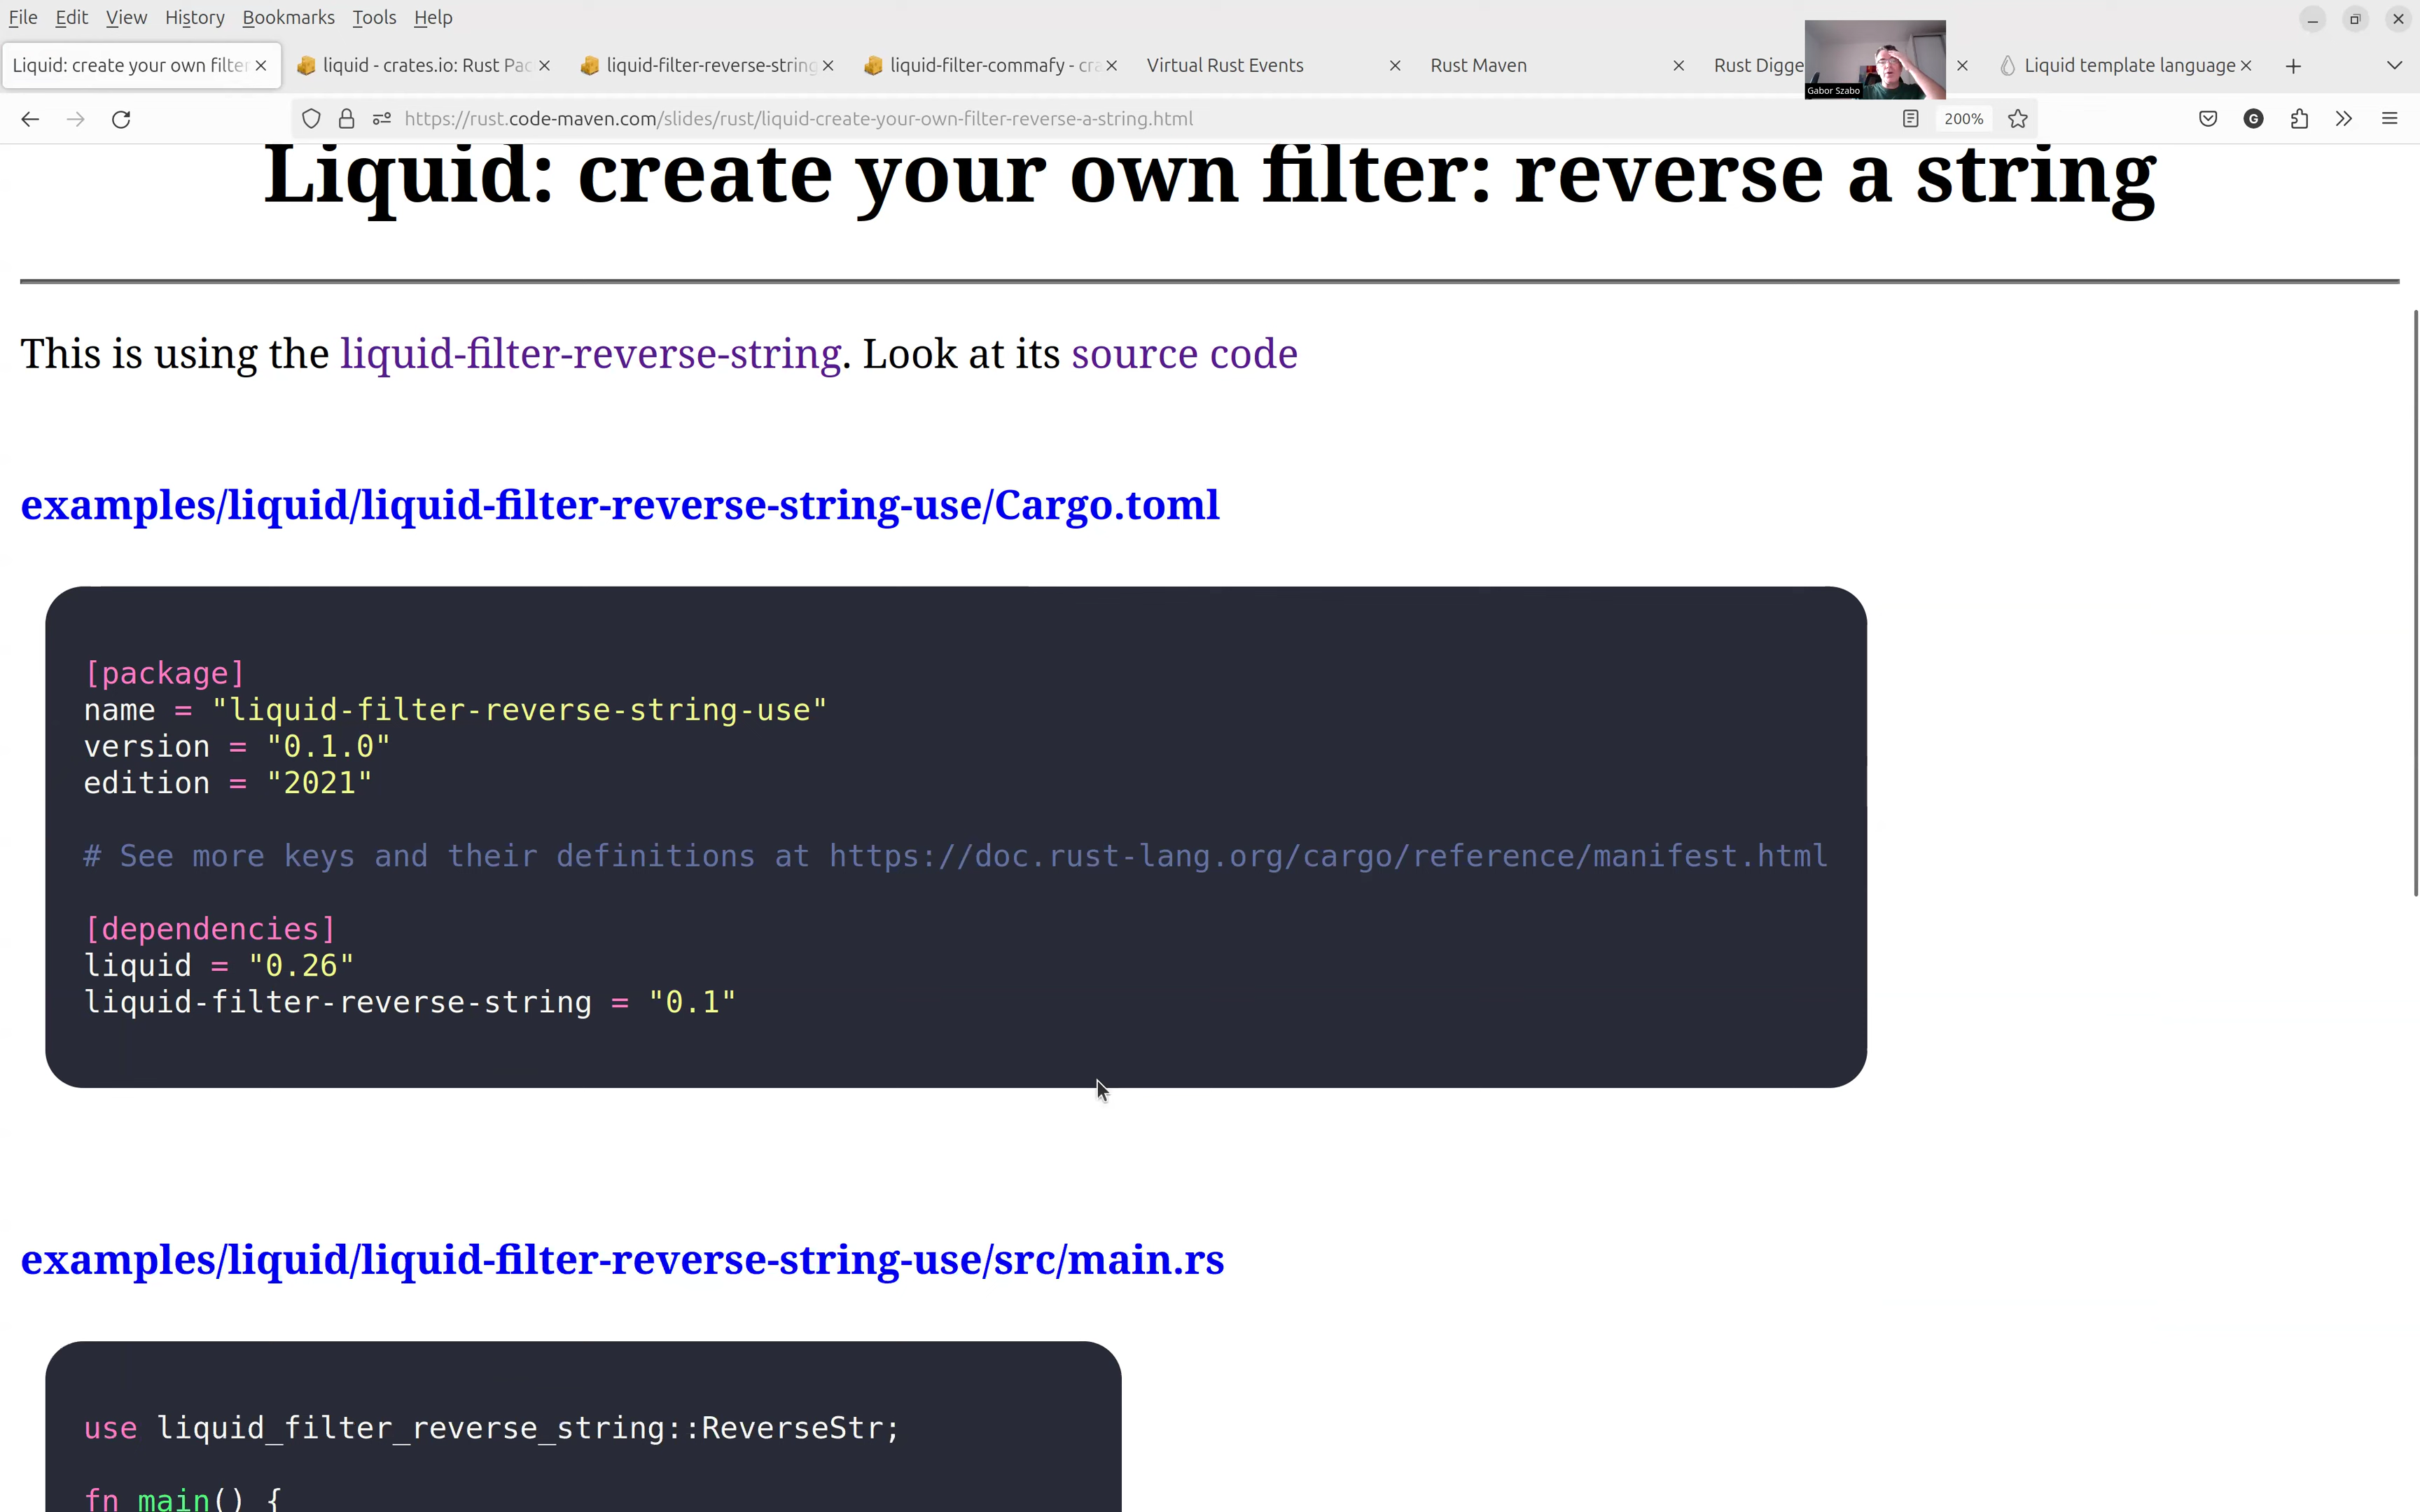 File Edit View History Bookmarks Tools Help
Liquid: create your own filter liquid - crates.io: Rust Pac liquid-filter-reverse-string liquid-filter-commafy - cra Virtual Rust Events Rust Maven Rust Digge Liquid template language
Gabor Szabo
https://rust.code-maven.com/slides/rust/liquid-create-your-own-filter-reverse-a-string.html 200% G
Liquid: create your own filter: reverse a string
This is using the liquid-filter-reverse-string. Look at its source code
examples/liquid/liquid-filter-reverse-string-use/Cargo.toml
[package]
name = "liquid-filter-reverse-string-use"
version = "0.1.0"
edition = "2021"
# See more keys and their definitions at https://doc.rust-lang.org/cargo/reference/manifest.html
[dependencies]
liquid = "0.26"
liquid-filter-reverse-string = "0.1"
examples/liquid/liquid-filter-reverse-string-use/src/main.rs
use liquid_filter_reverse_string::ReverseStr;
fn main() {